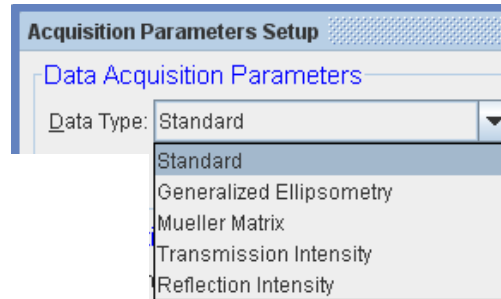 Acquisition Parameters Setup
Data Acquisition Parameters
Data Type: Standard
Standard
Generalized Ellipsometry
Mueller Matrix
Transmission Intensity
Reflection Intensity